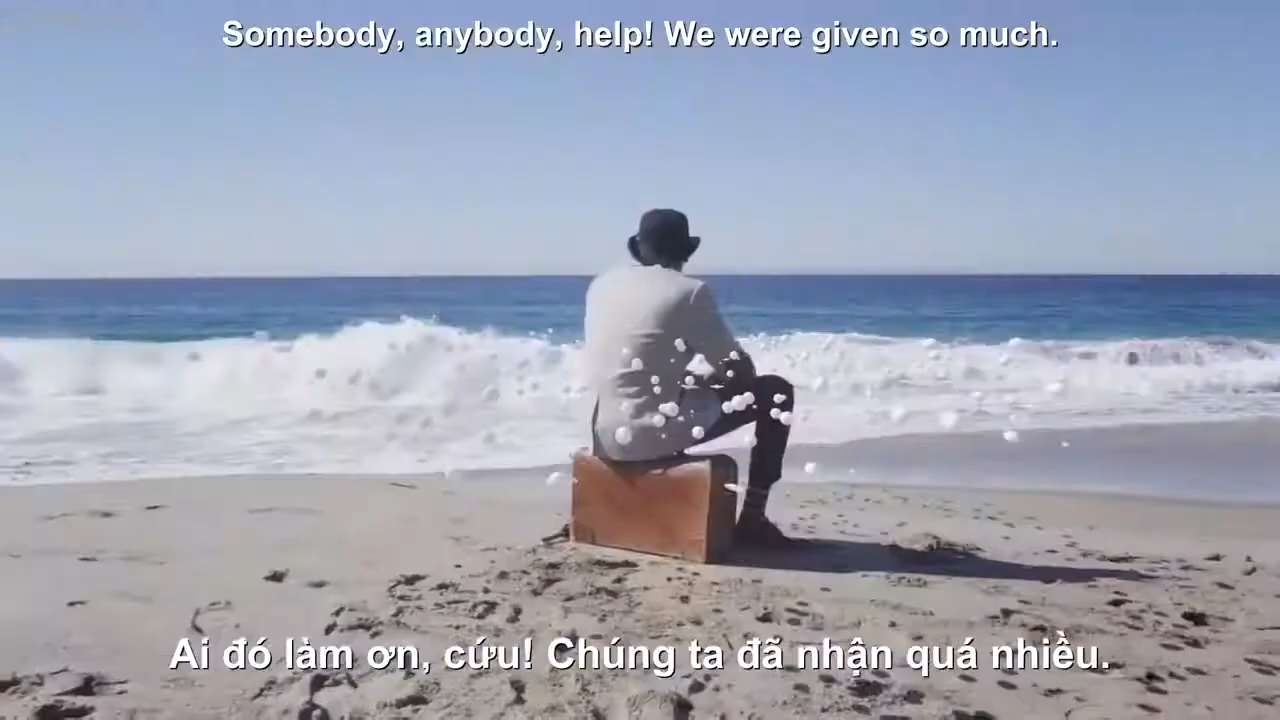 Somebody, anybody, help! We were given so much.
Ai đó làm ơn, cứu! Chúng ta đã nhận quá nhiều.